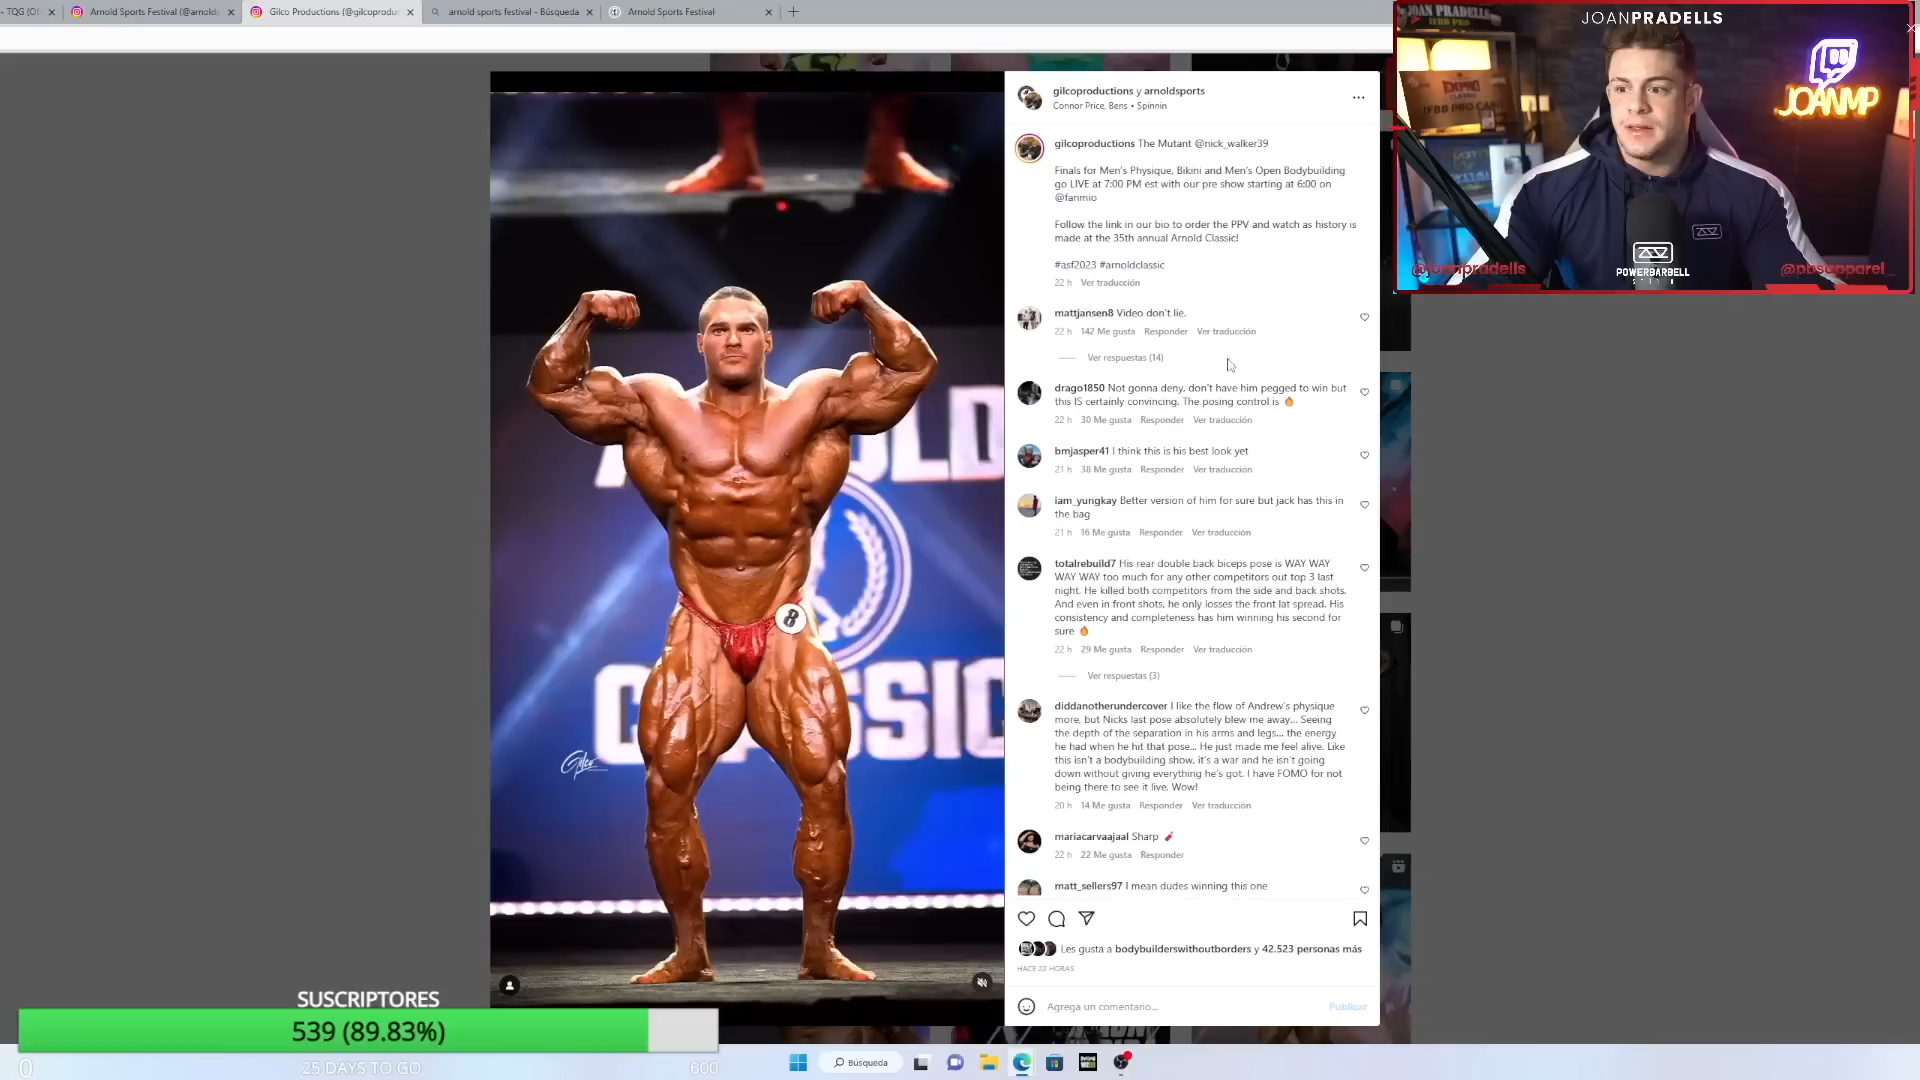 - TQG (O
Arnold Sports Festival (@arnolds
Gilco Productions (@gilcoproduc
arnold sports festival - Búsqueda
Arnold Sports Festival
JOANPRADELLS
JOAN PRADELLS
JOANMP
@joanpradells
POWERBARBELL
@pbsapparel_
ARNOLD
CLASSIC
8
Gilco
gilcoproductions y arnoldsports
Connor Price, Bens • Spinnin
gilcoproductions The Mutant @nick_walker39
Finals for Men's Physique, Bikini and Men's Open Bodybuilding
go LIVE at 7:00 PM est with our pre show starting at 6:00 on
@fanmio
Follow the link in our bio to order the PPV and watch as history is
made at the 35th annual Arnold Classic!
#asf2023 #arnoldclassic
22 h Ver traducción
mattjansen8 Video don't lie.
22 h 142 Me gusta Responder Ver traducción
Ver respuestas (14)
drago1850 Not gonna deny, don't have him pegged to win but
this IS certainly convincing. The posing control is 🔥
22 h 30 Me gusta Responder Ver traducción
bmjasper41 I think this is his best look yet
21 h 38 Me gusta Responder Ver traducción
iam_yungkay Better version of him for sure but jack has this in
the bag
21 h 16 Me gusta Responder Ver traducción
totalrebuild7 His rear double back biceps pose is WAY WAY
WAY WAY too much for any other competitors out top 3 last
night. He killed both competitors from the side and back shots.
And even in front shots, he only losses the front lat spread. His
consistency and completeness has him winning his second for
sure 🔥
22 h 29 Me gusta Responder Ver traducción
Ver respuestas (3)
diddanotherundercover I like the flow of Andrew's physique
more, but Nicks last pose absolutely blew me away... Seeing
the depth of the separation in his arms and legs... the energy
he had when he hit that pose... He just made me feel alive. Like
this isn't a bodybuilding show, it's a war and he isn't going
down without giving everything he's got. I have FOMO for not
being there to see it live. Wow!
20 h 14 Me gusta Responder Ver traducción
mariacarvaajaal Sharp 🧨
22 h 22 Me gusta Responder
matt_sellers97 I mean dudes winning this one
Les gusta a bodybuilderswithoutborders y 42.523 personas más
HACE 22 HORAS
Agrega un comentario...
Publicar
SUSCRIPTORES
539 (89.83%)
0
25 DAYS TO GO
600
Búsqueda